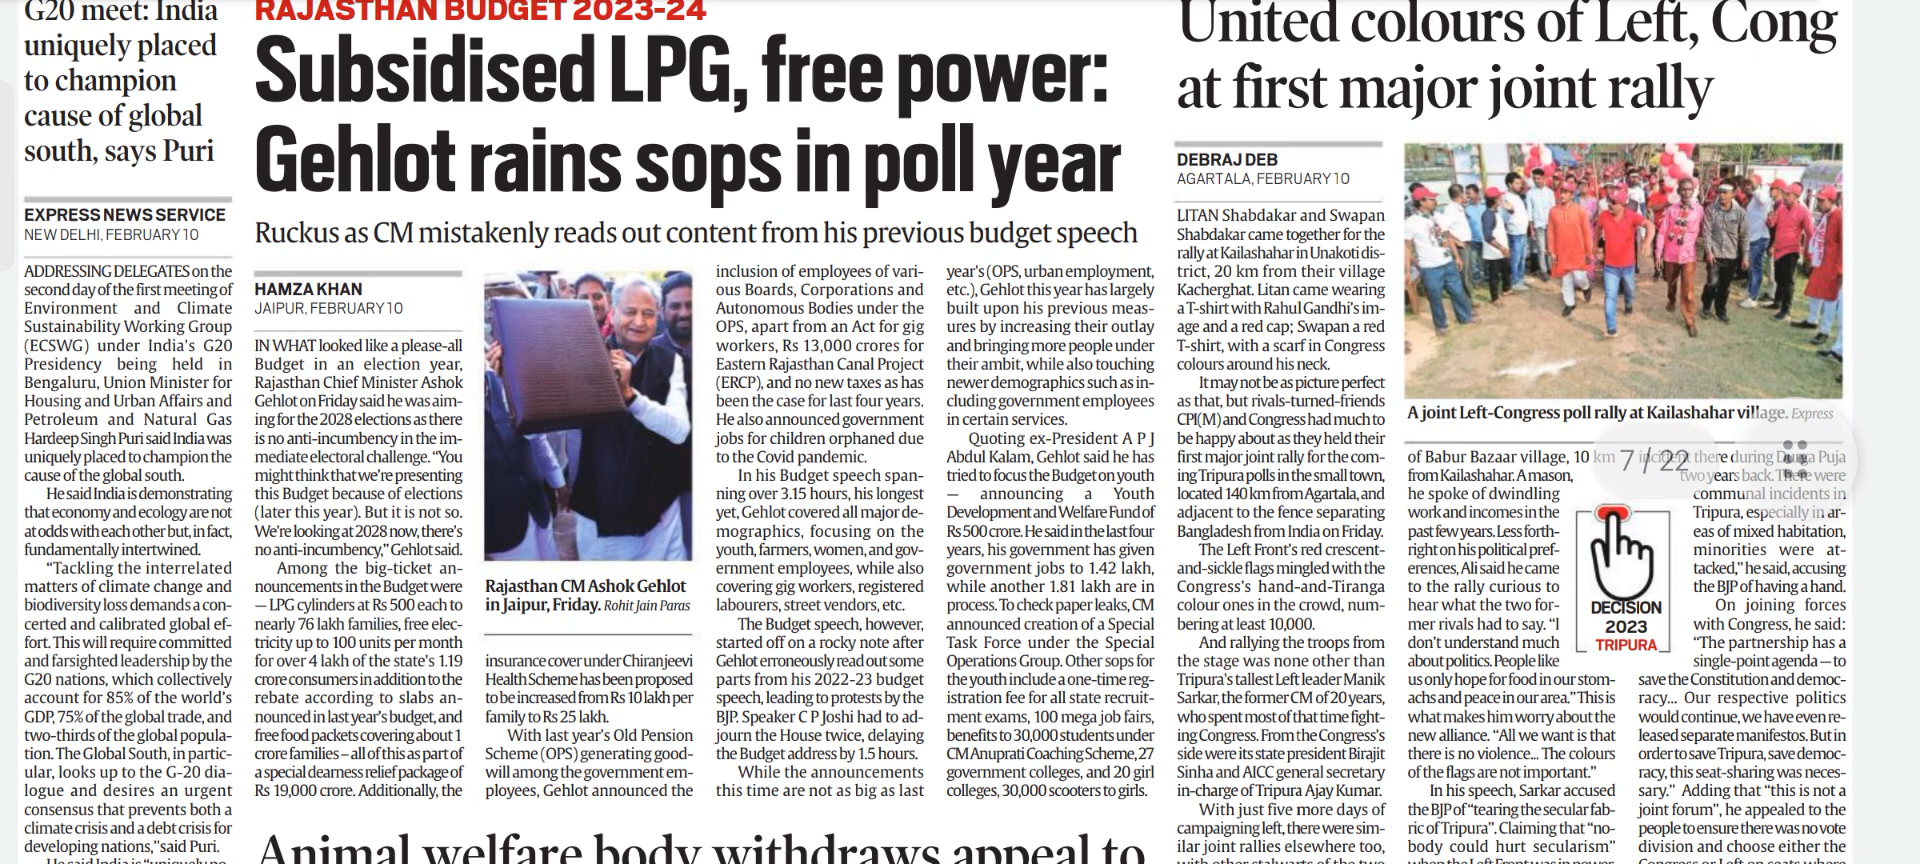 G20 meet: India
uniquely placed
to champion
cause of global
south, says Puri
EXPRESS NEWS SERVICE
NEW DELHI, FEBRUARY 10
ADDRESSING DELEGATES on the
second day of the first meeting of
Environment and Climate
Sustainability Working Group
(ECSWG) under India's G20
Presidency being held in
Bengaluru, Union Minister for
Housing and Urban Affairs and
Petroleum and Natural Gas
Hardeep Singh Puri said India was
uniquely placed to champion the
cause of the global south.
He said India is demonstrating
that economy and ecology are not
at odds with each other but, in fact,
fundamentally intertwined.
"Tackling the interrelated
matters of climate change and
biodiversity loss demands a con-
certed and calibrated global ef-
fort. This will require committed
and farsighted leadership by the
G20 nations, which collectively
account for 85% of the world's
GDP, 75% of the global trade, and
two-thirds of the global popula-
tion. The Global South, in partic-
ular, looks up to the G-20 dia-
logue and desires an urgent
consensus that prevents both a
climate crisis and a debt crisis for
developing nations," said Puri.
He said India is "uniquely po-
RAJASTHAN BUDGET 2023-24
Subsidised LPG, free power:
Gehlot rains sops in poll year
Ruckus as CM mistakenly reads out content from his previous budget speech
HAMZA KHAN
JAIPUR, FEBRUARY 10
IN WHAT looked like a please-all
Budget in an election year,
Rajasthan Chief Minister Ashok
Gehlot on Friday said he was aim-
ing for the 2028 elections as there
is no anti-incumbency in the im-
mediate electoral challenge. "You
might think that we're presenting
this Budget because of elections
(later this year). But it is not so.
We're looking at 2028 now, there's
no anti-incumbency," Gehlot said.
Among the big-ticket an-
nouncements in the Budget were
— LPG cylinders at Rs 500 each to
nearly 76 lakh families, free elec-
tricity up to 100 units per month
for over 4 lakh of the state's 1.19
crore consumers in addition to the
rebate according to slabs an-
nounced in last year's budget, and
free food packets covering about 1
crore families – all of this as part of
a special dearness relief package of
Rs 19,000 crore. Additionally, the
Rajasthan CM Ashok Gehlot
in Jaipur, Friday. Rohit Jain Paras
insurance cover under Chiranjeevi
Health Scheme has been proposed
to be increased from Rs 10 lakh per
family to Rs 25 lakh.
With last year's Old Pension
Scheme (OPS) generating good-
will among the government em-
ployees, Gehlot announced the
inclusion of employees of vari-
ous Boards, Corporations and
Autonomous Bodies under the
OPS, apart from an Act for gig
workers, Rs 13,000 crores for
Eastern Rajasthan Canal Project
(ERCP), and no new taxes as has
been the case for last four years.
He also announced government
jobs for children orphaned due
to the Covid pandemic.
In his Budget speech span-
ning over 3.15 hours, his longest
yet, Gehlot covered all major de-
mographics, focusing on the
youth, farmers, women, and gov-
ernment employees, while also
covering gig workers, registered
labourers, street vendors, etc.
The Budget speech, however,
started off on a rocky note after
Gehlot erroneously read out some
parts from his 2022-23 budget
speech, leading to protests by the
BJP. Speaker C P Joshi had to ad-
journ the House twice, delaying
the Budget address by 1.5 hours.
While the announcements
this time are not as big as last
year's (OPS, urban employment,
etc.), Gehlot this year has largely
built upon his previous meas-
ures by increasing their outlay
and bringing more people under
their ambit, while also touching
newer demographics such as in-
cluding government employees
in certain services.
Quoting ex-President A P J
Abdul Kalam, Gehlot said he has
tried to focus the Budget on youth
— announcing a Youth
Development and Welfare Fund of
Rs 500 crore. He said in the last four
years, his government has given
government jobs to 1.42 lakh,
while another 1.81 lakh are in
process. To check paper leaks, CM
announced creation of a Special
Task Force under the Special
Operations Group. Other sops for
the youth include a one-time reg-
istration fee for all state recruit-
ment exams, 100 mega job fairs,
benefits to 30,000 students under
CM Anuprati Coaching Scheme, 27
government colleges, and 20 girl
colleges, 30,000 scooters to girls.
Animal welfare body withdraws appeal to
United colours of Left, Cong
at first major joint rally
DEBRAJ DEB
AGARTALA, FEBRUARY 10
LITAN Shabdakar and Swapan
Shabdakar came together for the
rally at Kailashahar in Unakoti dis-
trict, 20 km from their village
Kacherghat. Litan came wearing
a T-shirt with Rahul Gandhi's im-
age and a red cap; Swapan a red
T-shirt, with a scarf in Congress
colours around his neck.
It may not be as picture perfect
as that, but rivals-turned-friends
CPI(M) and Congress had much to
be happy about as they held their
first major joint rally for the com-
ing Tripura polls in the small town,
located 140 km from Agartala, and
adjacent to the fence separating
Bangladesh from India on Friday.
The Left Front's red crescent-
and-sickle flags mingled with the
Congress's hand-and-Tiranga
colour ones in the crowd, num-
bering at least 10,000.
And rallying the troops from
the stage was none other than
Tripura's tallest Left leader Manik
Sarkar, the former CM of 20 years,
who spent most of that time fight-
ing Congress. From the Congress's
side were its state president Birajit
Sinha and AICC general secretary
in-charge of Tripura Ajay Kumar.
With just five more days of
campaigning left, there were sim-
ilar joint rallies elsewhere too,
with other stalwarts of the two
A joint Left-Congress poll rally at Kailashahar village. Express
of Babur Bazaar village, 10 km
from Kailashahar. A mason,
he spoke of dwindling
work and incomes in the
past few years. Less forth-
right on his political pref-
erences, Ali said he came
to the rally curious to
hear what the two for-
mer rivals had to say. "I
don't understand much
about politics. People like
us only hope for food in our stom-
achs and peace in our area." This is
what makes him worry about the
new alliance. "All we want is that
there is no violence... The colours
of the flags are not important."
In his speech, Sarkar accused
the BJP of "tearing the secular fab-
ric of Tripura". Claiming that "no-
body could hurt secularism"
when the Left Front was in power,
7 / 22
DECISION
2023
TRIPURA
incident there during Durga Puja
two years back. There were
communal incidents in
Tripura, especially in ar-
eas of mixed habitation,
minorities were at-
tacked," he said, accusing
the BJP of having a hand.
On joining forces
with Congress, he said:
"The partnership has a
single-point agenda — to
save the Constitution and democ-
racy... Our respective politics
would continue, we have even re-
leased separate manifestos. But in
order to save Tripura, save democ-
racy, this seat-sharing was neces-
sary." Adding that "this is not a
joint forum", he appealed to the
people to ensure there was no vote
division and choose either the
Congress or Left on seats where